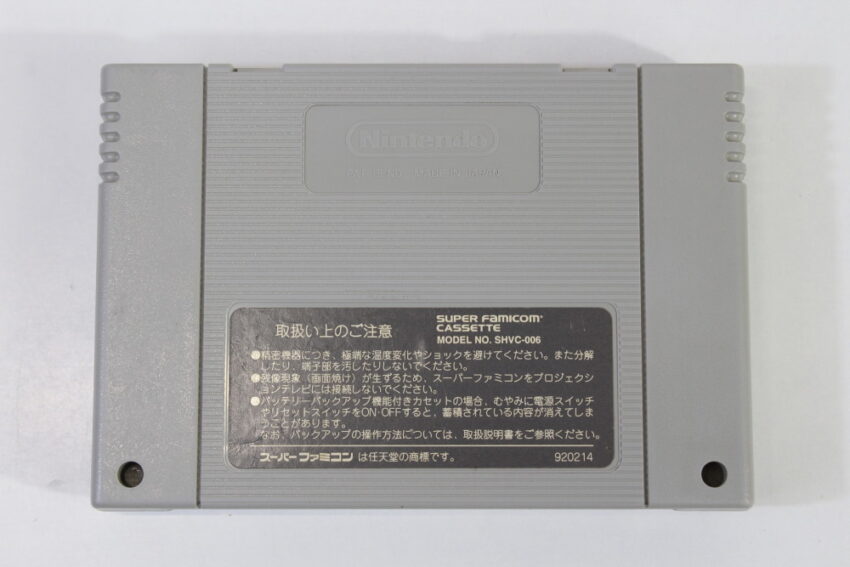 Nintendo
PAT. PEND. MADE IN JAPAN
取扱い上のご注意
SUPER FAMICOM
CASSETTE
MODEL NO. SHVC-006
●精密機器につき、極端な温度変化やショックを避けてください。また分解
したり、端子部を汚したりしないでください。
●残像現象（画面焼け）が生ずるため、スーパーファミコンをプロジェクシ
ョンテレビには接続しないでください。
●バッテリーバックアップ機能付きカセットの場合、むやみに電源スイッチ
やリセットスイッチをON·OFFすると、蓄積されている内容が消えてしま
うことがあります。
なお、バックアップの操作方法については、取扱説明書をご参照ください。
スーパーファミコン は任天堂の商標です。 920214